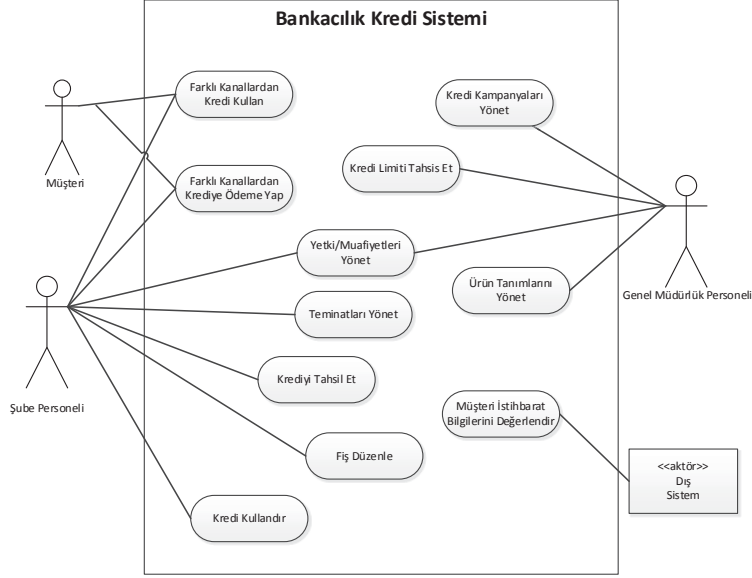 Bankacılık Kredi Sistemi
Farklı Kanallardan
Kredi Kullan
Kredi Kampanyaları
Yönet
Müşteri
Kredi Limiti Tahsis Et
Farklı Kanallardan
Krediye Ödeme Yap
Yetki/Muafiyetleri
Yönet
Ürün Tanımlarını
Yönet
Genel Müdürlük Personeli
Teminatları Yönet
Krediyi Tahsil Et
Şube Personeli
Müşteri İstihbarat
Bilgilerini Değerlendir
Fiş Düzenle
<<aktör>>
Dış
Sistem
Kredi Kullandır